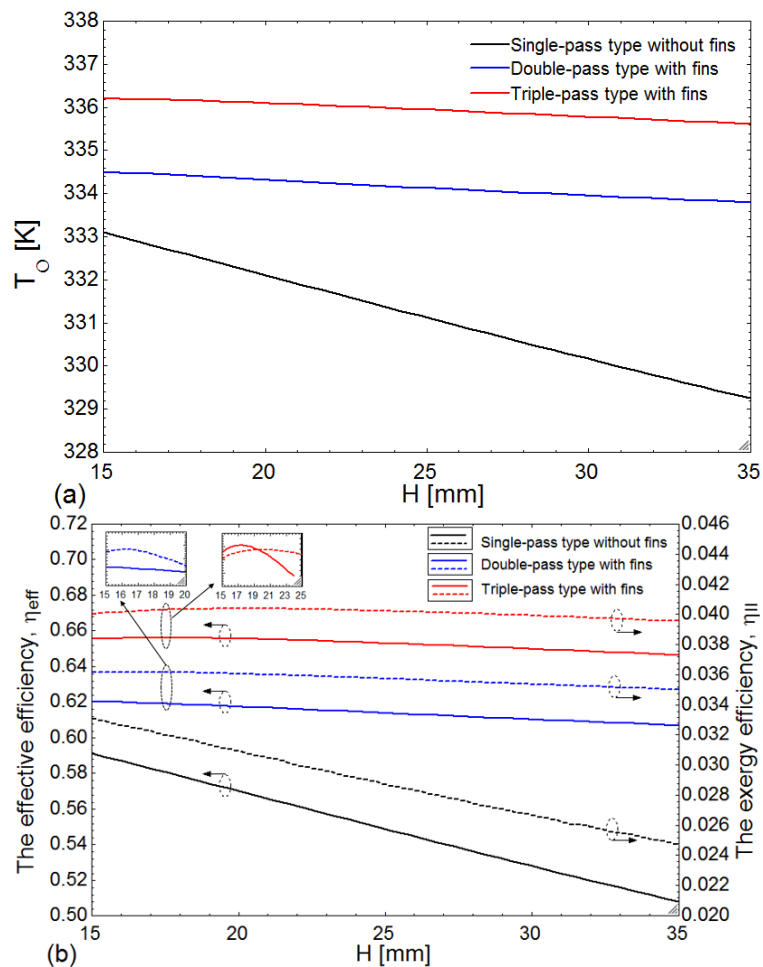 338
337
336
335
334
333
332
331
330
329
328
T_O [K]
Single-pass type without fins
Double-pass type with fins
Triple-pass type with fins
15 20 25 30 35
(a) H [mm]
0.72
0.70
0.68
0.66
0.64
0.62
0.60
0.58
0.56
0.54
0.52
0.50
The effective efficiency, ηeff
15 16 17 18 19 20
15 17 19 21 23 25
Single-pass type without fins
Double-pass type with fins
Triple-pass type with fins
0.046
0.044
0.042
0.040
0.038
0.036
0.034
0.033
0.030
0.028
0.026
0.024
0.022
0.020
The exergy efficiency, ηII
15 20 25 30 35
(b) H [mm]